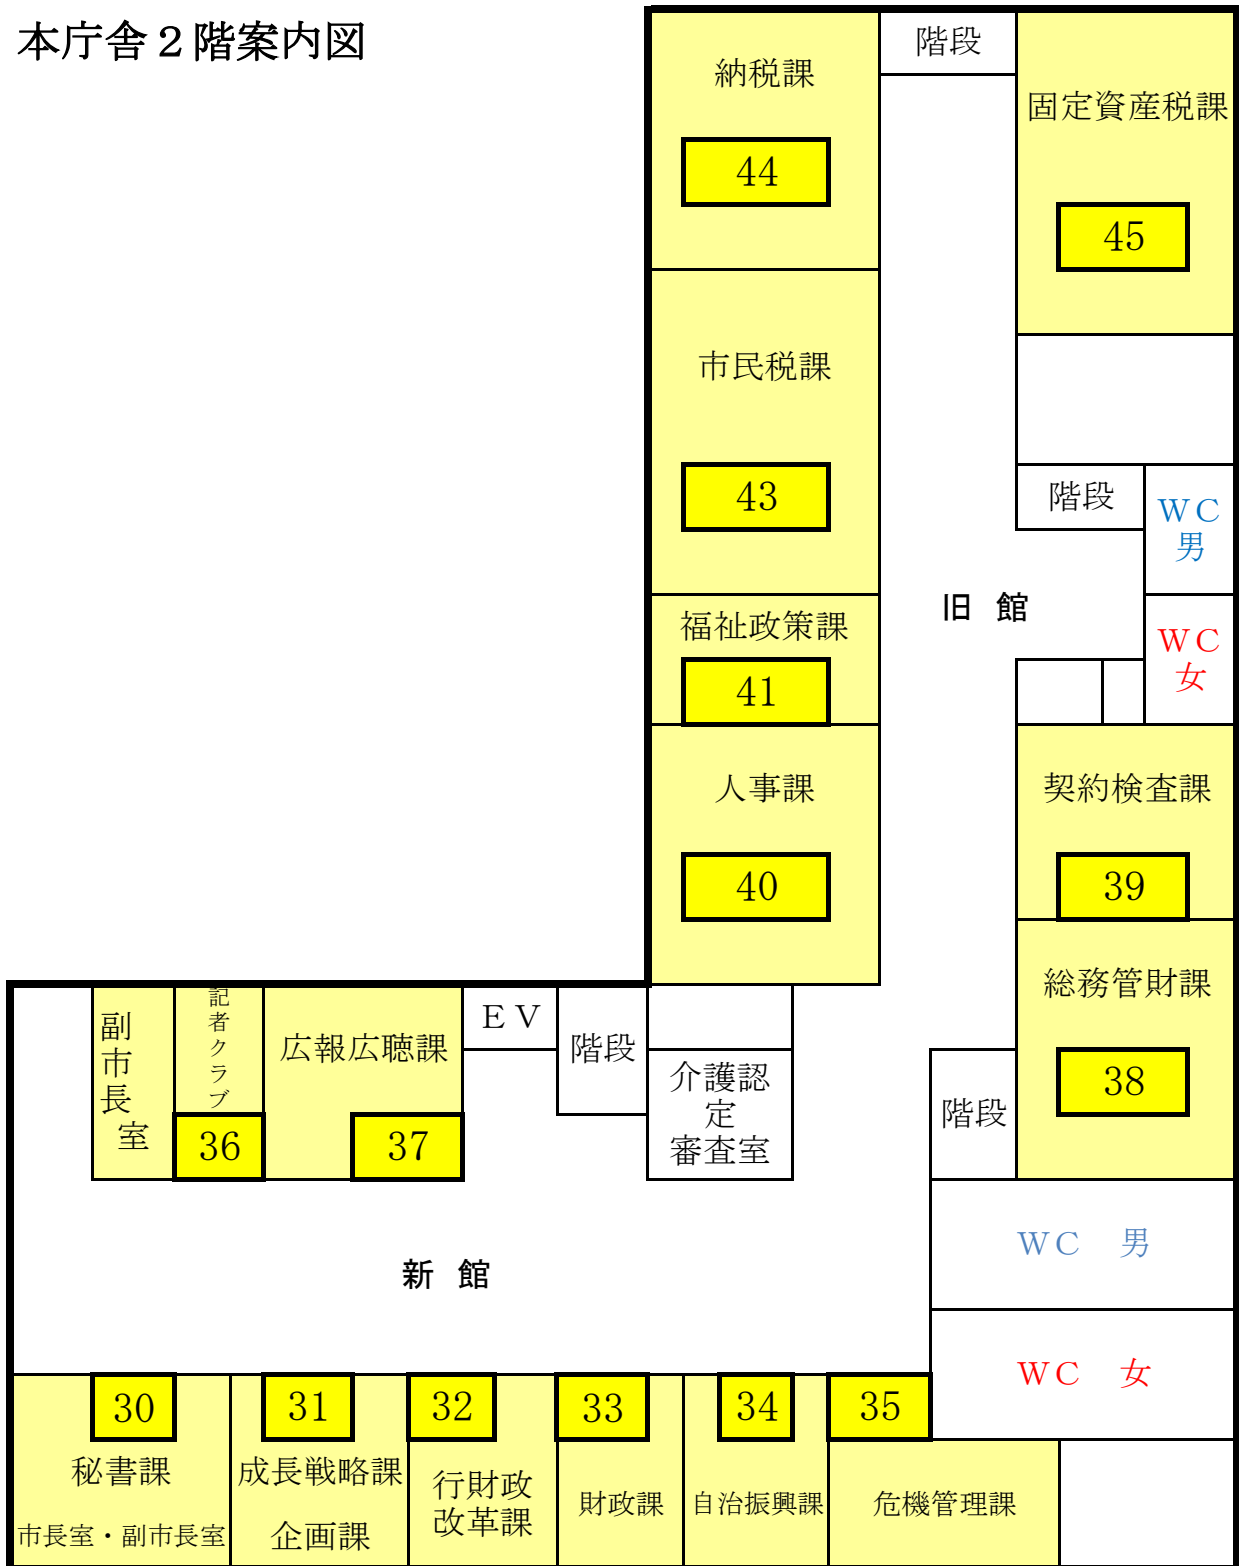 本庁舎２階案内図
納税課
44
階段
固定資産税課
45
市民税課
43
階段
ＷＣ
男
旧 館
福祉政策課
41
ＷＣ
女
人事課
40
契約検査課
39
総務管財課
38
副
市
長
室
記
者
ク
ラ
ブ
36
広報広聴課
37
ＥＶ
階段
介護認
定
審査室
階段
ＷＣ　男
新 館
ＷＣ　女
30
秘書課
市長室・副市長室
31
成長戦略課
企画課
32
行財政
改革課
33
財政課
34
自治振興課
35
危機管理課